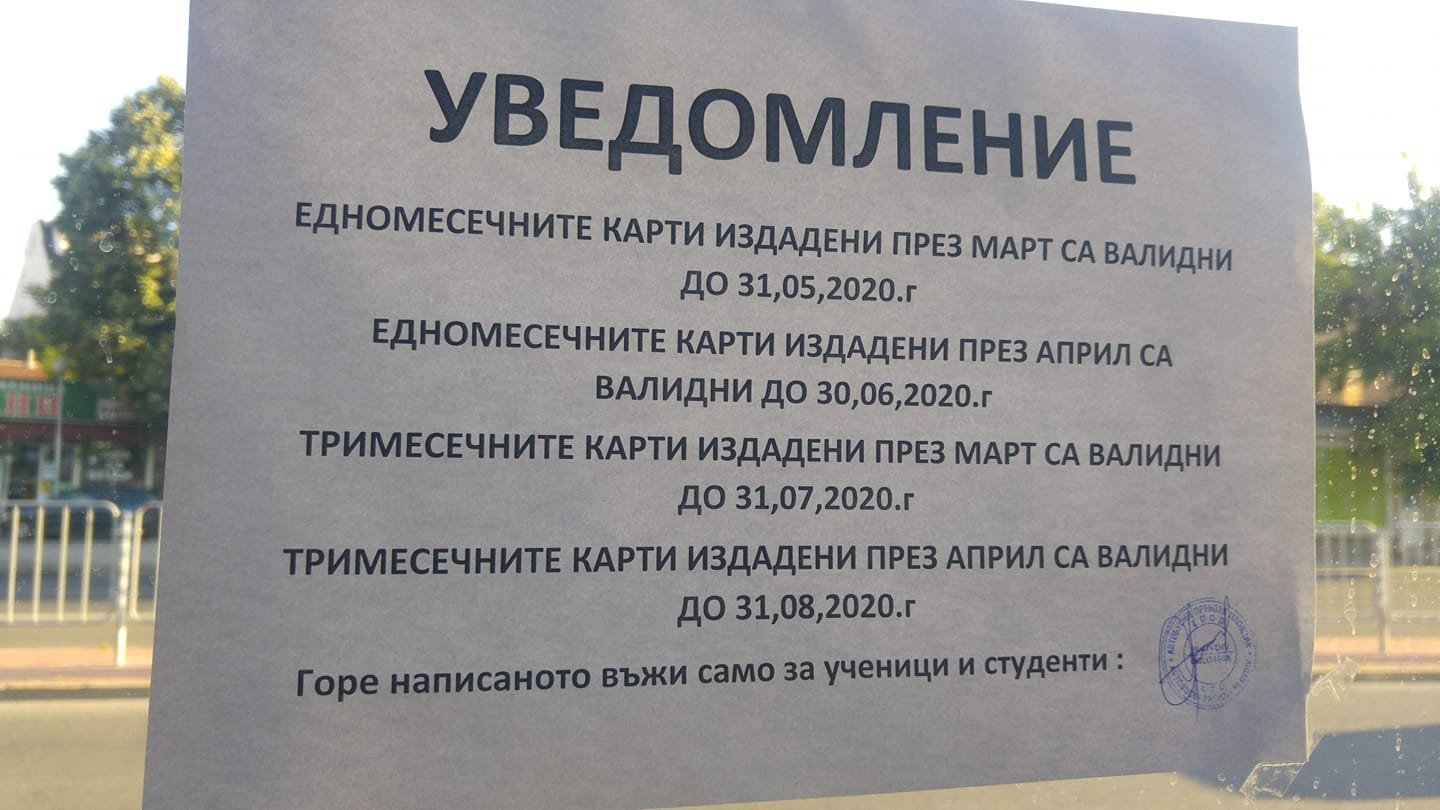 УВЕДОМЛЕНИЕ
ЕДНОМЕСЕЧНИТЕ КАРТИ ИЗДАДЕНИ ПРЕЗ МАРТ СА ВАЛИДНИ
ДО 31,05,2020.г
ЕДНОМЕСЕЧНИТЕ КАРТИ ИЗДАДЕНИ ПРЕЗ АПРИЛ СА
ВАЛИДНИ ДО 30,06,2020.г
ТРИМЕСЕЧНИТЕ КАРТИ ИЗДАДЕНИ ПРЕЗ МАРТ СА ВАЛИДНИ
ДО 31,07,2020.г
ТРИМЕСЕЧНИТЕ КАРТИ ИЗДАДЕНИ ПРЕЗ АПРИЛ СА ВАЛИДНИ
ДО 31,08,2020.г
Горе написаното въжи само за ученици и студенти :